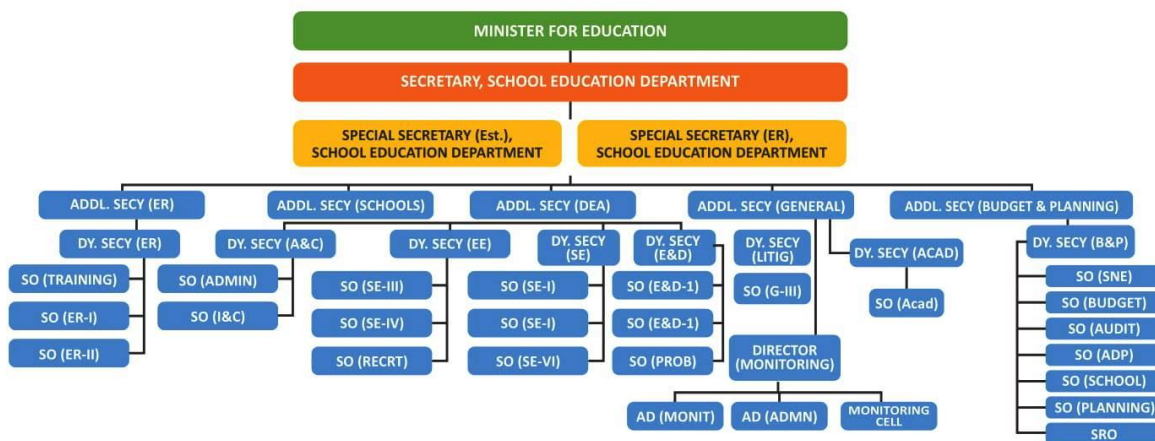 MINISTER FOR EDUCATION
SECRETARY, SCHOOL EDUCATION DEPARTMENT
SPECIAL SECRETARY (Est.),
SCHOOL EDUCATION DEPARTMENT
SPECIAL SECRETARY (ER),
SCHOOL EDUCATION DEPARTMENT
ADDL. SECY (ER)
ADDL. SECY (SCHOOLS)
ADDL. SECY (DEA)
ADDL. SECY (GENERAL)
ADDL. SECY (BUDGET & PLANNING)
DY. SECY (ER)
SO (TRAINING)
SO (ER-I)
SO (ER-II)
DY. SECY (A&C)
SO (ADMIN)
SO (I&C)
DY. SECY (EE)
SO (SE-III)
SO (SE-IV)
SO (RECRT)
DY. SECY
(SE)
SO (SE-I)
SO (SE-I)
SO (SE-VI)
DY. SECY
(E&D)
SO (E&D-1)
SO (E&D-1)
SO (PROB)
DY. SECY
(LITIG)
SO (G-III)
DIRECTOR
(MONITORING)
AD (MONIT)
AD (ADMN)
MONITORING
CELL
DY. SECY (ACAD)
SO (Acad)
DY. SECY (B&P)
SO (SNE)
SO (BUDGET)
SO (AUDIT)
SO (ADP)
SO (SCHOOL)
SO (PLANNING)
SRO